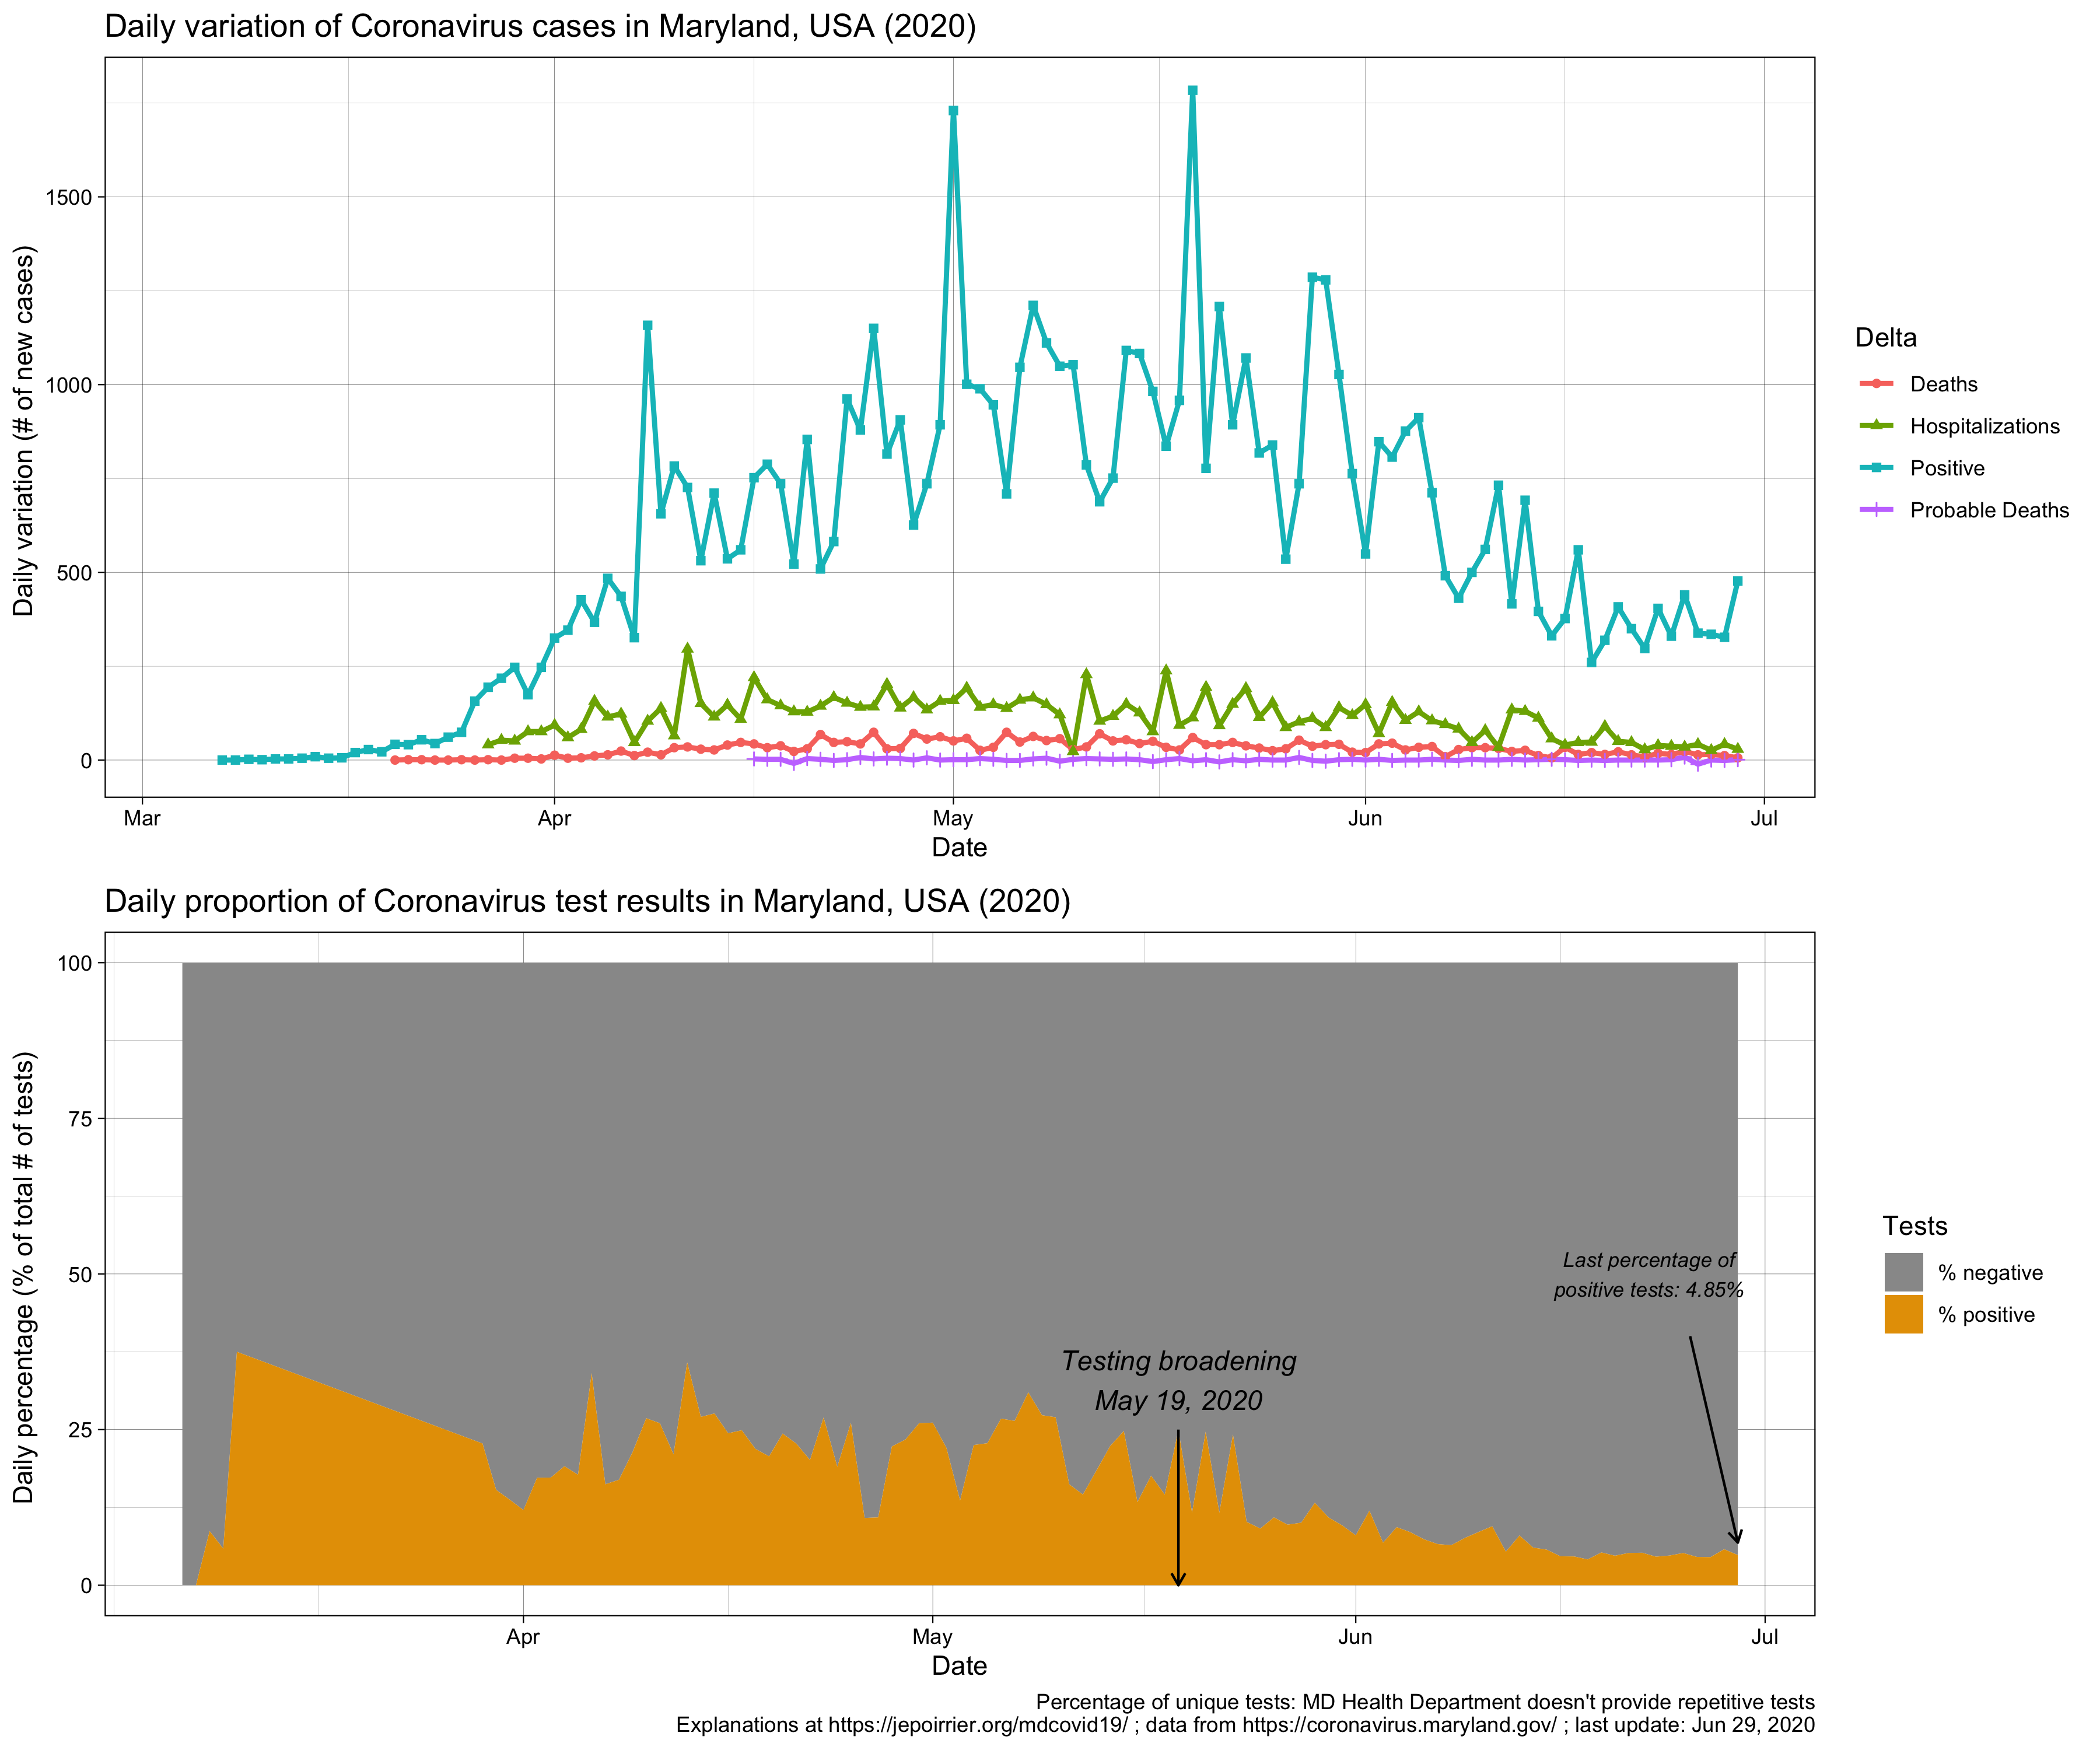 Daily variation of Coronavirus cases in Maryland, USA (2020)
Daily variation (# of new cases)
1500
1000
500
0
Mar
Apr
May
Jun
Jul
Date
Delta
Deaths
Hospitalizations
Positive
Probable Deaths
Daily proportion of Coronavirus test results in Maryland, USA (2020)
Daily percentage (% of total # of tests)
100
75
50
25
0
Last percentage of
positive tests: 4.85%
Testing broadening
May 19, 2020
Apr
May
Jun
Jul
Date
Tests
% negative
% positive
Percentage of unique tests: MD Health Department doesn't provide repetitive tests
Explanations at https://jepoirrier.org/mdcovid19/ ; data from https://coronavirus.maryland.gov/ ; last update: Jun 29, 2020